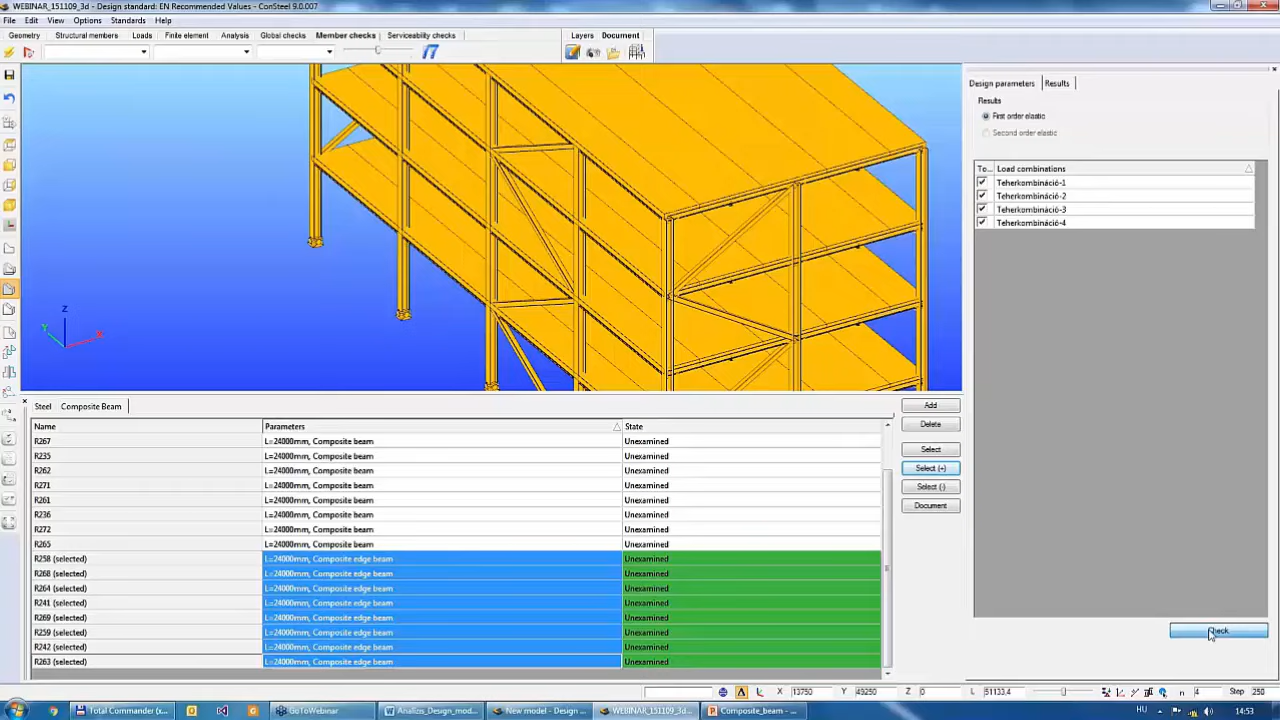 WEBINAR_151109_3d - Design standard: EN Recommended Values - ConSteel 9.0.007
File Edit View Options Standards Help
Geometry Structural members Loads Finite element Analysis Global checks Member checks Serviceability checks Layers Document
Design parameters Results
Results
First order elastic
Second order elastic
To... Load combinations
Teherkombináció-1
Teherkombináció-2
Teherkombináció-3
Teherkombináció-4
Z
Y
X
Steel Composite Beam
Name Parameters State
R267 L=24000mm, Composite beam Unexamined
R235 L=24000mm, Composite beam Unexamined
R262 L=24000mm, Composite beam Unexamined
R271 L=24000mm, Composite beam Unexamined
R261 L=24000mm, Composite beam Unexamined
R236 L=24000mm, Composite beam Unexamined
R272 L=24000mm, Composite beam Unexamined
R265 L=24000mm, Composite beam Unexamined
R258 (selected) L=24000mm, Composite edge beam Unexamined
R268 (selected) L=24000mm, Composite edge beam Unexamined
R264 (selected) L=24000mm, Composite edge beam Unexamined
R241 (selected) L=24000mm, Composite edge beam Unexamined
R269 (selected) L=24000mm, Composite edge beam Unexamined
R259 (selected) L=24000mm, Composite edge beam Unexamined
R242 (selected) L=24000mm, Composite edge beam Unexamined
R263 (selected) L=24000mm, Composite edge beam Unexamined
Add
Delete
Select
Select (+)
Select (-)
Document
Check
X 13750 Y 49250 Z 0 L 51133,4 n 4 Step 250
Total Commander (x... GoToWebinar Analízis_Design_mod... New model - Design ... WEBINAR_151109_3d... Composite_beam - ... HU 14:53